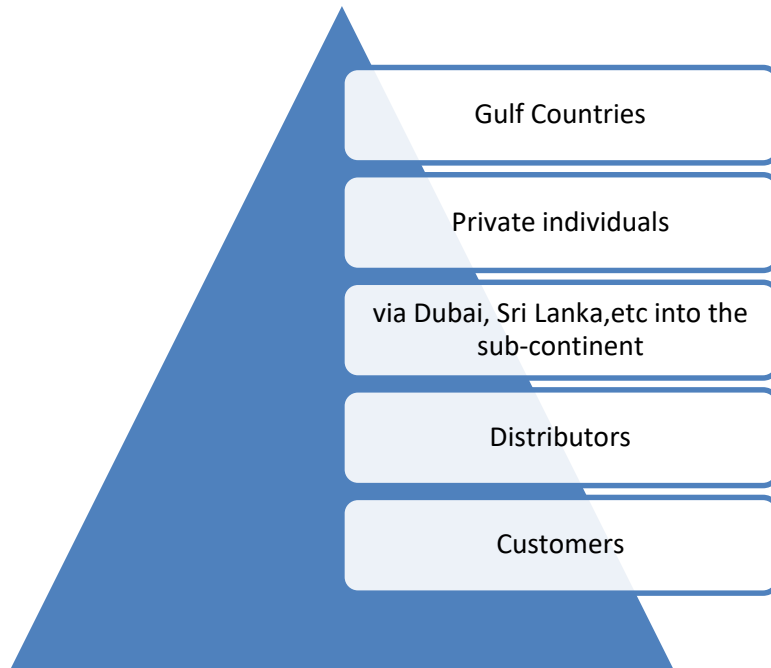 Gulf Countries
Private individuals
via Dubai, Sri Lanka,etc into the
sub-continent
Distributors
Customers